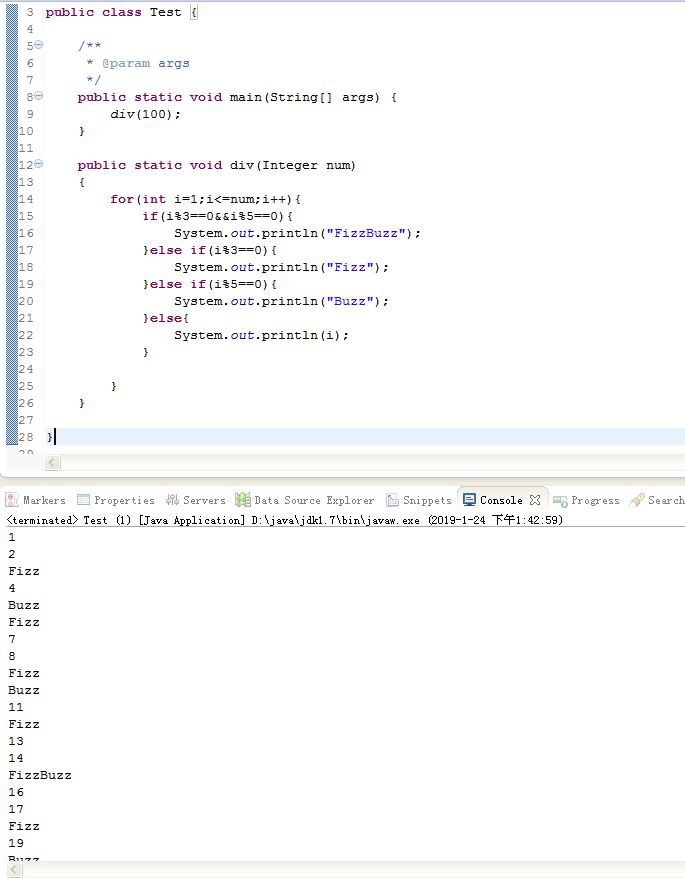 3 public class Test {
4
5 /**
6 * @param args
7 */
8 public static void main(String[] args) {
9 div(100);
10 }
11
12 public static void div(Integer num)
13 {
14 for(int i=1;i<=num;i++){
15 if(i%3==0&&i%5==0){
16 System.out.println("FizzBuzz");
17 }else if(i%3==0){
18 System.out.println("Fizz");
19 }else if(i%5==0){
20 System.out.println("Buzz");
21 }else{
22 System.out.println(i);
23 }
24
25 }
26 }
27
28 }
29
Markers Properties Servers Data Source Explorer Snippets Console Progress Search
<terminated> Test (1) [Java Application] D:\java\jdk1.7\bin\javaw.exe (2019-1-24 下午1:42:59)
1
2
Fizz
4
Buzz
Fizz
7
8
Fizz
Buzz
11
Fizz
13
14
FizzBuzz
16
17
Fizz
19
Buzz